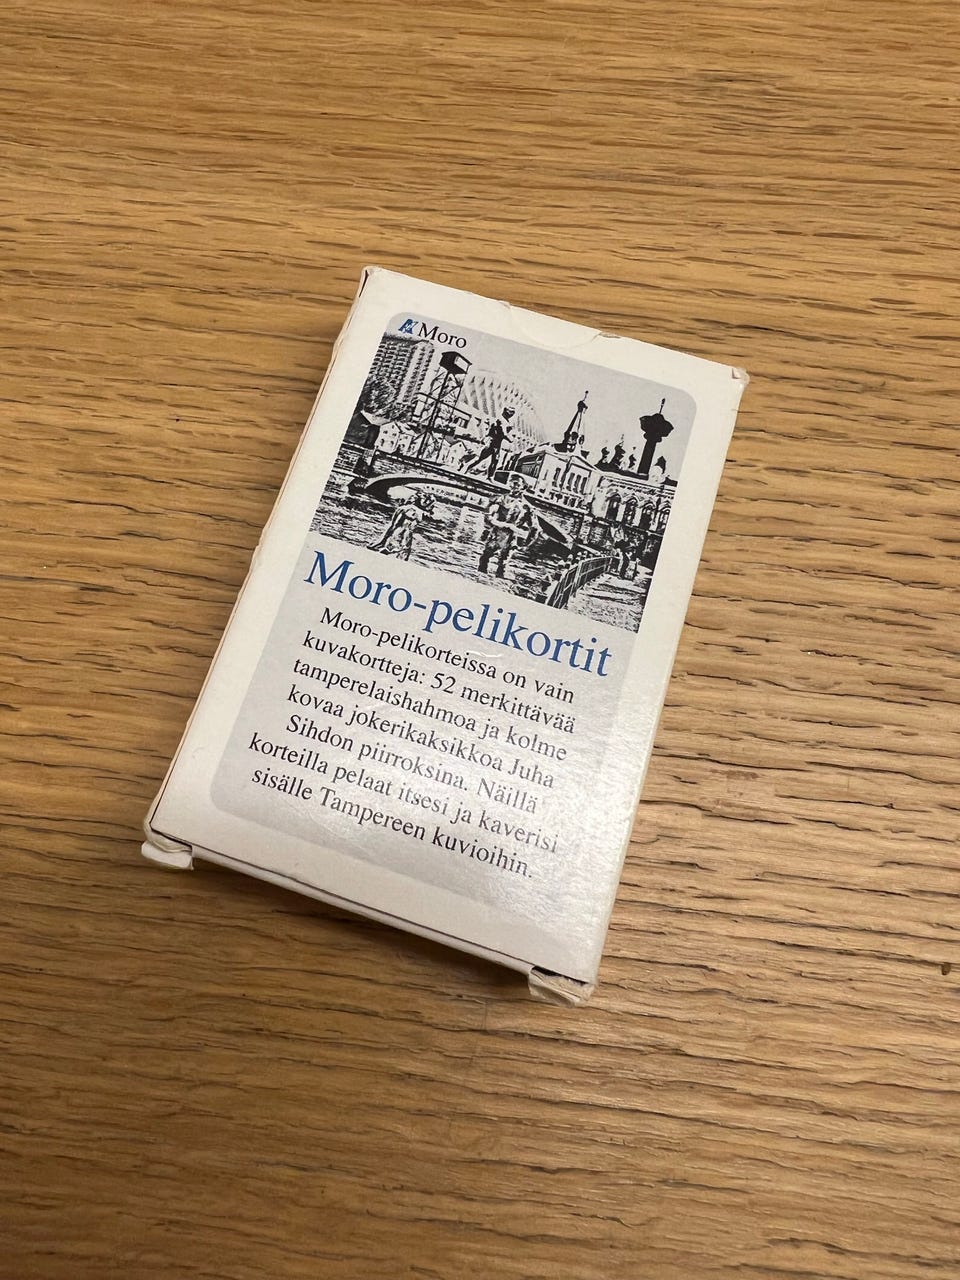 Moro
Moro-pelikortit
Moro-pelikorteissa on vain
kuvakortteja: 52 merkittävää
tamperelaishahmoa ja kolme
kovaa jokerikaksikkoa Juha
Sihdon piirroksina. Näillä
korteilla pelaat itsesi ja kaverisi
sisälle Tampereen kuvioihin.